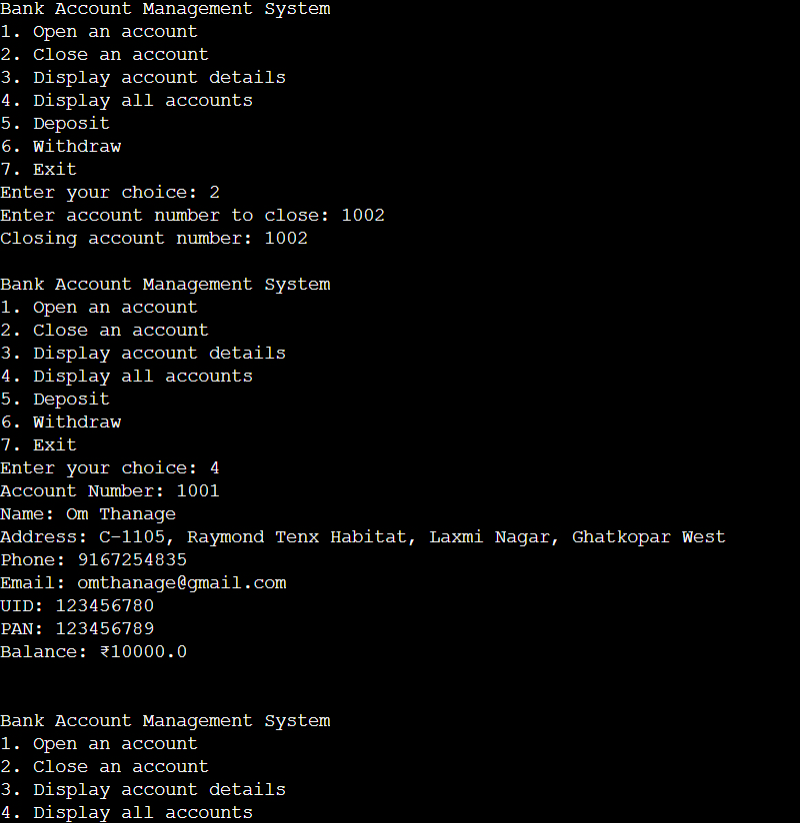 Bank Account Management System
1. Open an account
2. Close an account
3. Display account details
4. Display all accounts
5. Deposit
6. Withdraw
7. Exit
Enter your choice: 2
Enter account number to close: 1002
Closing account number: 1002
Bank Account Management System
1. Open an account
2. Close an account
3. Display account details
4. Display all accounts
5. Deposit
6. Withdraw
7. Exit
Enter your choice: 4
Account Number: 1001
Name: Om Thanage
Address: C-1105, Raymond Tenx Habitat, Laxmi Nagar, Ghatkopar West
Phone: 9167254835
Email: omthanage@gmail.com
UID: 123456780
PAN: 123456789
Balance: ₹10000.0
Bank Account Management System
1. Open an account
2. Close an account
3. Display account details
4. Display all accounts